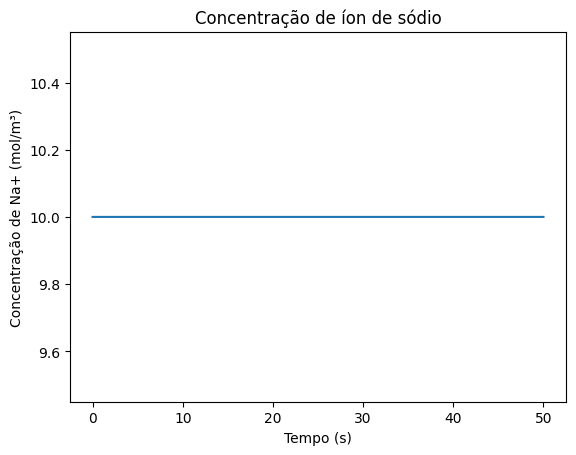 Concentração de íon de sódio
Concentração de Na+ (mol/m³)
10.4
10.2
10.0
9.8
9.6
0 10 20 30 40 50
Tempo (s)